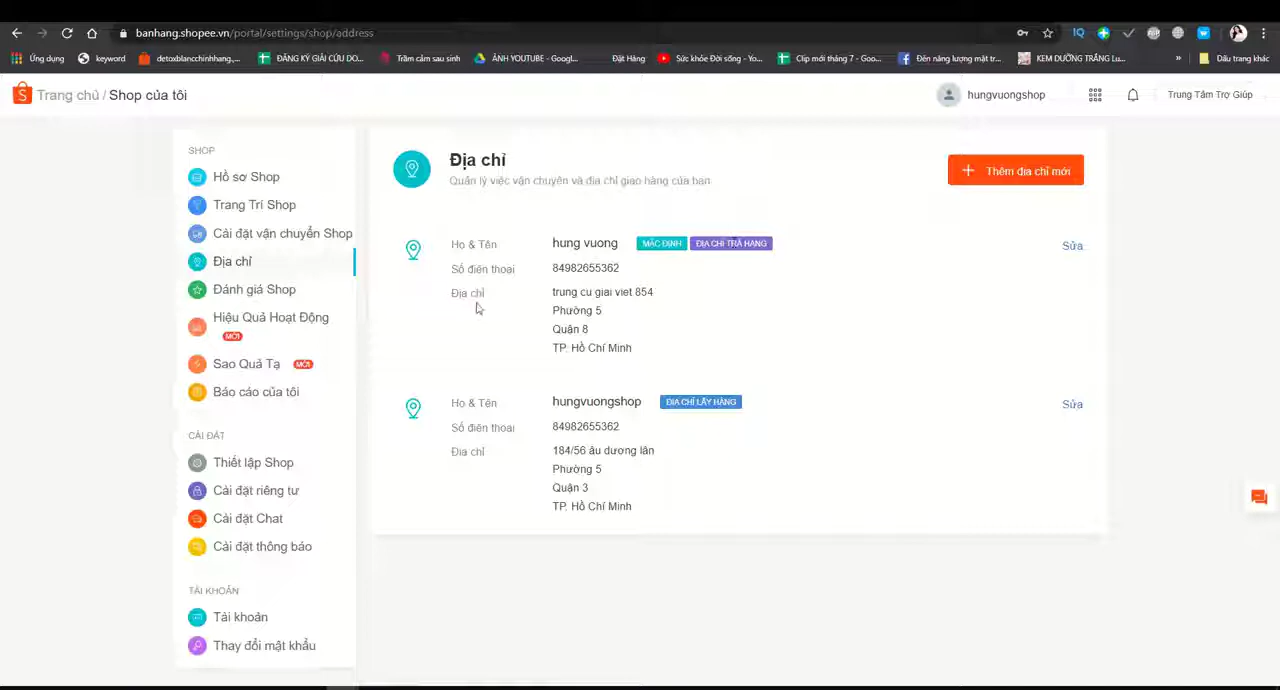 banhang.shopee.vn/portal/settings/shop/address
Ứng dụng keyword detoxblancchinhhang,... ĐĂNG KÝ GIẢI CỨU DO... Trầm cảm sau sinh ẢNH YOUTUBE - Googl... Đặt Hàng Sức khỏe Đời sống - Yo... Clip mới tháng 7 - Goo... Đèn năng lượng mặt tr... KEM DƯỠNG TRẮNG Lu... » Dấu trang khác
Trang chủ / Shop của tôi hungvuongshop Trung Tâm Trợ Giúp
SHOP
Hồ sơ Shop
Trang Trí Shop
Cài đặt vận chuyển Shop
Địa chỉ
Đánh giá Shop
Hiệu Quả Hoạt Động
MỚI
Sao Quả Tạ MỚI
Báo cáo của tôi
CÀI ĐẶT
Thiết lập Shop
Cài đặt riêng tư
Cài đặt Chat
Cài đặt thông báo
TÀI KHOẢN
Tài khoản
Thay đổi mật khẩu
Địa chỉ
Quản lý việc vận chuyển và địa chỉ giao hàng của bạn
+ Thêm địa chỉ mới
Họ & Tên hung vuong MẶC ĐỊNH ĐỊA CHỈ TRẢ HÀNG Sửa
Số điện thoại 84982655362
Địa chỉ trung cu giai viet 854
Phường 5
Quận 8
TP. Hồ Chí Minh
Họ & Tên hungvuongshop ĐỊA CHỈ LẤY HÀNG Sửa
Số điện thoại 84982655362
Địa chỉ 184/56 âu dương lân
Phường 5
Quận 3
TP. Hồ Chí Minh